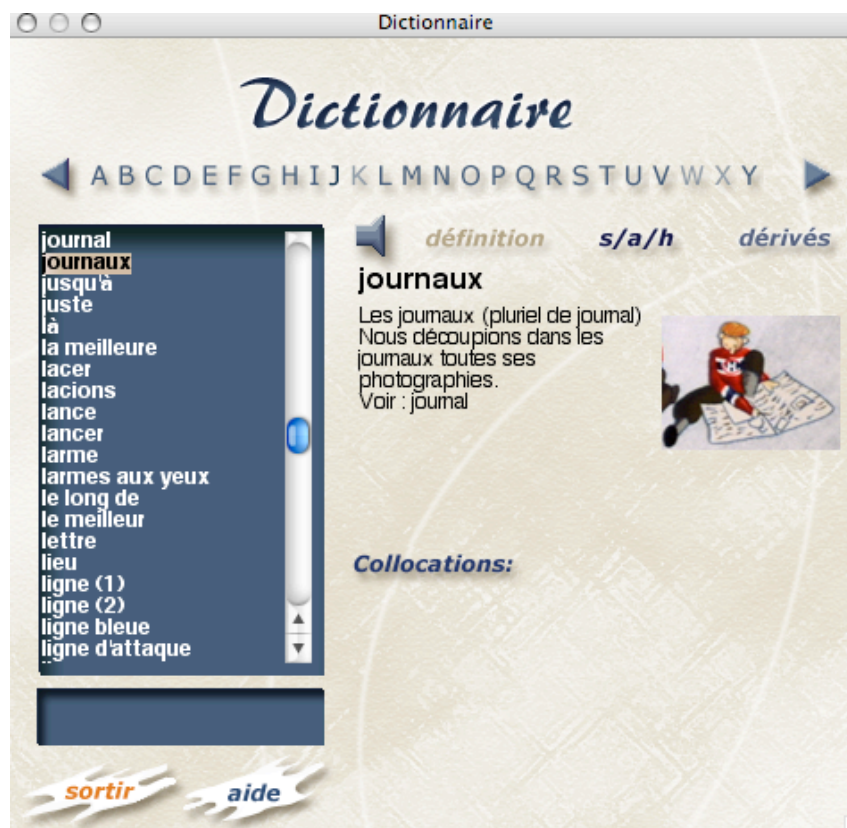 Dictionnaire
Dictionnaire
A B C D E F G H I J K L M N O P Q R S T U V W X Y
journal
journaux
jusqu'à
juste
là
la meilleure
lacer
lacions
lance
lancer
larme
larmes aux yeux
le long de
le meilleur
lettre
lieu
ligne (1)
ligne (2)
ligne bleue
ligne d'attaque
définition s/a/h dérivés
journaux
Les journaux (pluriel de journal)
Nous découpions dans les
journaux toutes ses
photographies.
Voir : journal
Collocations:
sortir aide